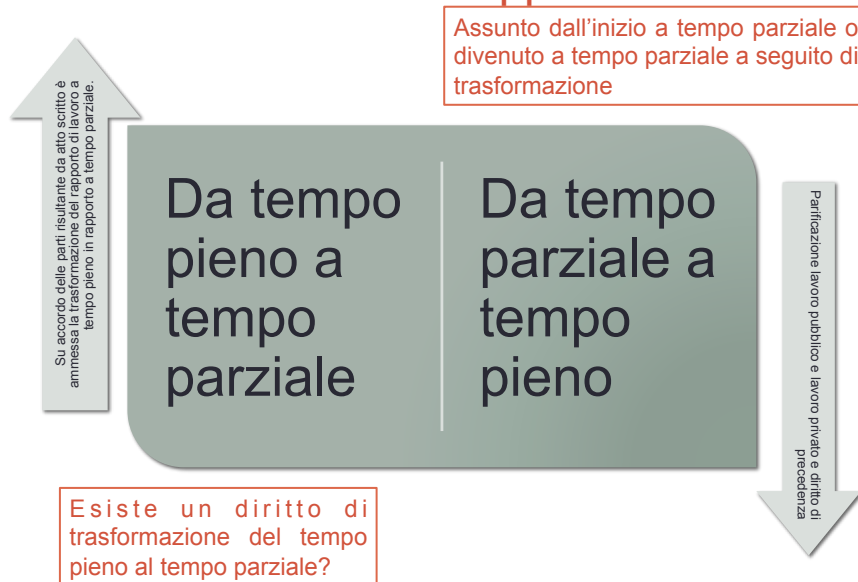 Assunto dall'inizio a tempo parziale o
divenuto a tempo parziale a seguito di
trasformazione
Su accordo delle parti risultante da atto scritto è
ammessa la trasformazione del rapporto di lavoro a
tempo pieno in rapporto a tempo parziale.
Da tempo
pieno a
tempo
parziale
Da tempo
parziale a
tempo
pieno
Parificazione lavoro pubblico e lavoro privato e diritto di
precedenza
Esiste un diritto di
trasformazione del tempo
pieno al tempo parziale?